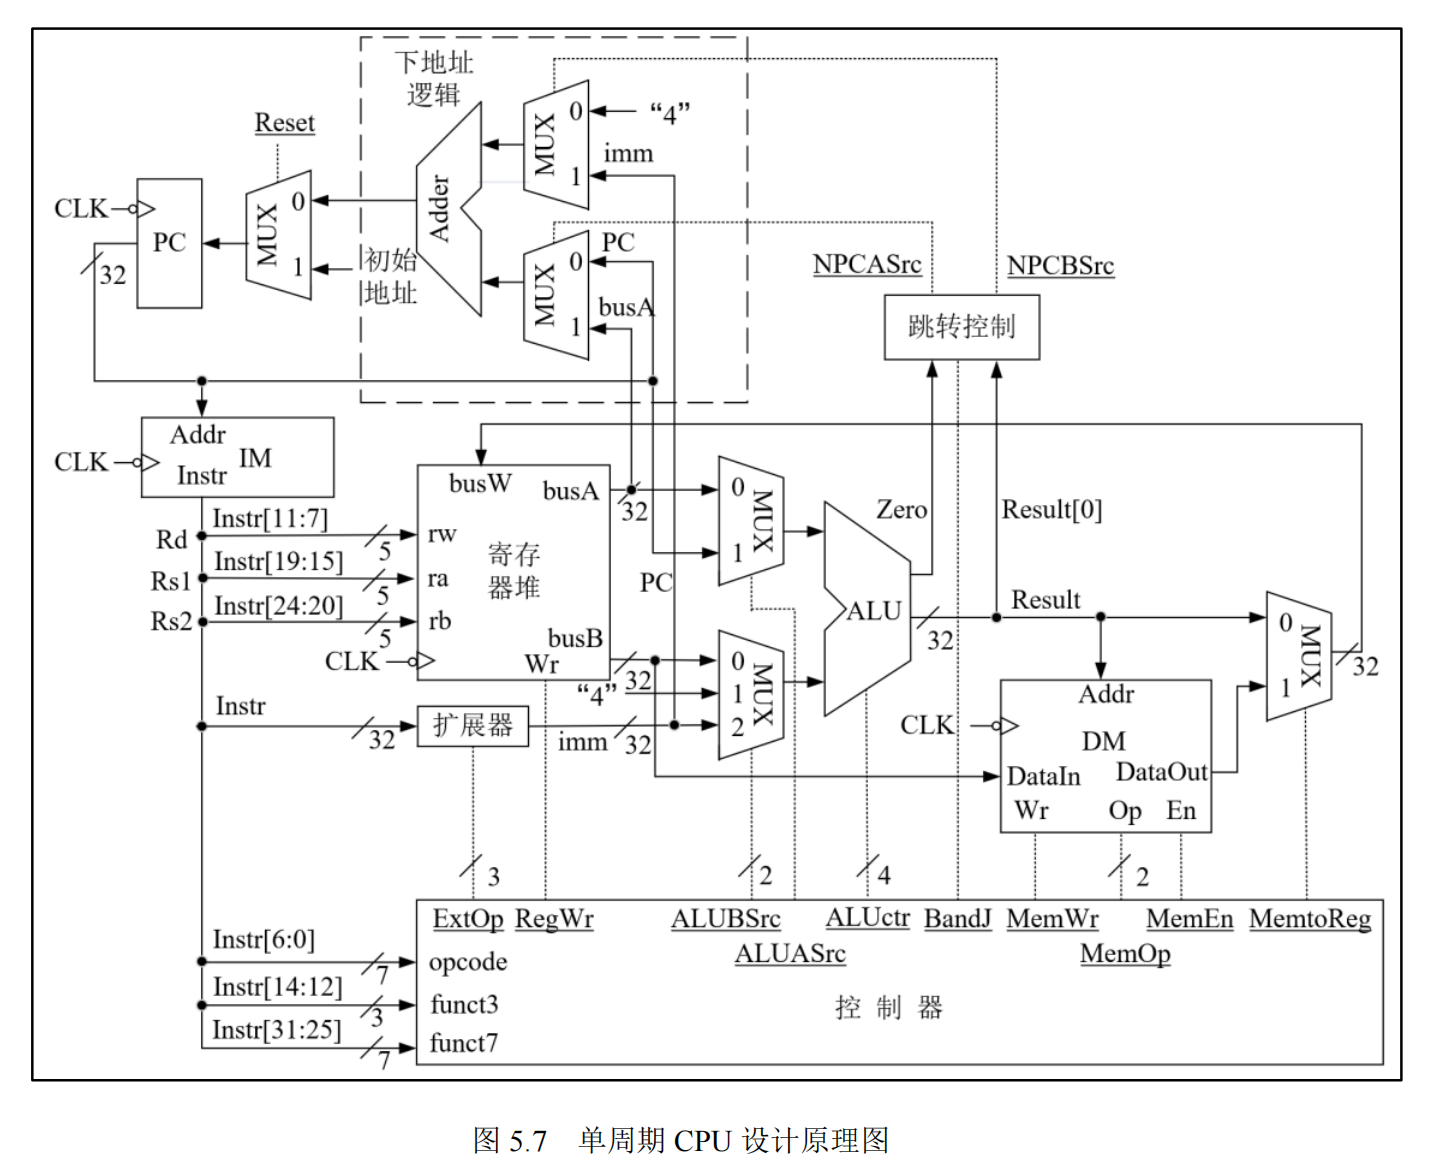 下地址
逻辑
Reset
MUX
0
1
“4”
imm
CLK
PC
32
MUX
0
1
初始
地址
Adder
MUX
0
1
PC
busA
NPCASrc
NPCBSrc
跳转控制
CLK
Addr
Instr
IM
Rd
Instr[11:7]
5
Rs1
Instr[19:15]
5
Rs2
Instr[24:20]
5
busW
busA
rw
寄存
器堆
ra
rb
busB
Wr
CLK
32
32
“4”
PC
0
1
MUX
0
1
2
MUX
Zero
Result[0]
ALU
32
Result
0
1
MUX
32
Instr
32
扩展器
imm
32
CLK
Addr
DM
DataIn
DataOut
Wr
Op
En
3
2
4
2
ExtOp
RegWr
ALUBSrc
ALUctr
BandJ
MemWr
MemEn
MemtoReg
ALUASrc
MemOp
Instr[6:0]
7
opcode
Instr[14:12]
3
funct3
控 制 器
Instr[31:25]
7
funct7
图 5.7 单周期 CPU 设计原理图